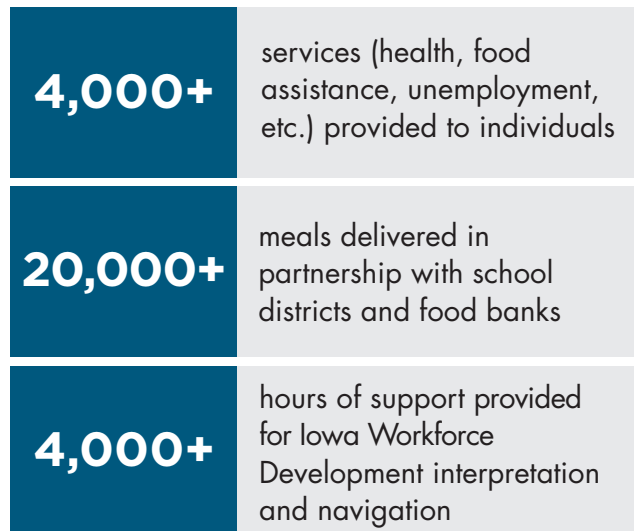 4,000+
services (health, food
assistance, unemployment,
etc.) provided to individuals
20,000+
meals delivered in
partnership with school
districts and food banks
4,000+
hours of support provided
for Iowa Workforce
Development interpretation
and navigation